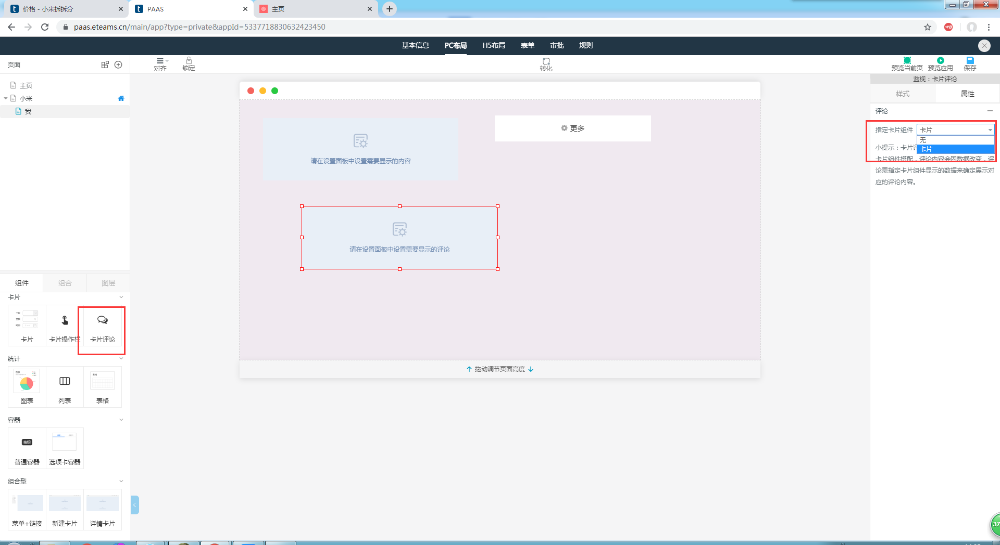 价格 - 小米拆拆分
PAAS
主页
paas.eteams.cn/main/app?type=private&appId=5337718830632423450
基本信息
PC布局
H5布局
表单
审批
规则
页面
对齐
锁定
转化
预览当前页
预览应用
保存
主页
小米
我
监视：卡片评论
样式
属性
评论
指定卡片组件
卡片
无
卡片
小提示：卡片评
卡片组件搭配，评论内容会因数据改变，评
论需指定卡片组件显示的数据来确定展示对
应的评论内容。
请在设置面板中设置需要显示的内容
更多
请在设置面板中设置需要显示的评论
拖动调节页面高度
组件
组合
图层
卡片
卡片
卡片操作栏
卡片评论
统计
图表
列表
表格
图表
列表
表格
容器
按钮
普通容器
选项卡容器
组合型
菜单+链接
新建卡片
详情卡片
37